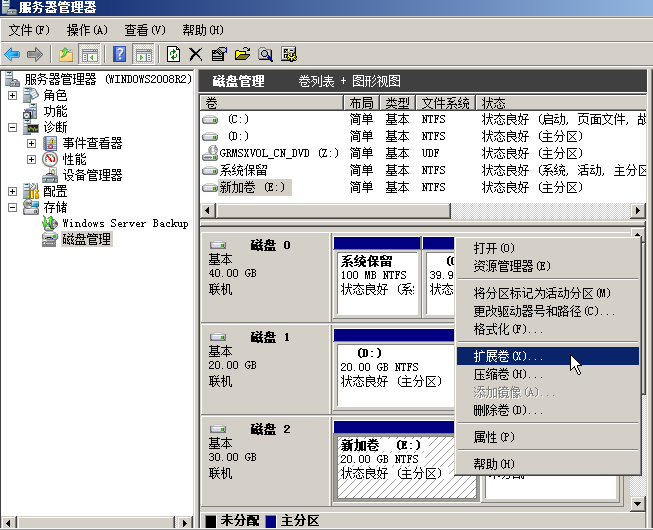 服务器管理器
文件(F) 操作(A) 查看(V) 帮助(H)
服务器管理器 (WINDOWS2008R2)
角色
功能
诊断
事件查看器
性能
设备管理器
配置
存储
Windows Server Backup
磁盘管理
磁盘管理 卷列表 + 图形视图
卷 布局 类型 文件系统 状态
(C:) 简单 基本 NTFS 状态良好 (启动, 页面文件, 故
(D:) 简单 基本 NTFS 状态良好 (主分区)
GRMSXVOL_CN_DVD (Z:) 简单 基本 UDF 状态良好 (主分区)
系统保留 简单 基本 NTFS 状态良好 (系统, 活动, 主分区
新加卷 (E:) 简单 基本 NTFS 状态良好 (主分区)
磁盘 0
基本
40.00 GB
联机
系统保留
100 MB NTFS
状态良好 (系
39.9
状态良
磁盘 1
基本
20.00 GB
联机
(D:)
20.00 GB NTFS
状态良好 (主分区)
磁盘 2
基本
30.00 GB
联机
新加卷 (E:)
20.00 GB NTFS
状态良好 (主分区)
打开(O)
资源管理器(E)
将分区标记为活动分区(M)
更改驱动器号和路径(C)...
格式化(F)...
扩展卷(X)...
压缩卷(H)...
添加镜像(A)...
删除卷(D)...
属性(P)
帮助(H)
未分配 主分区